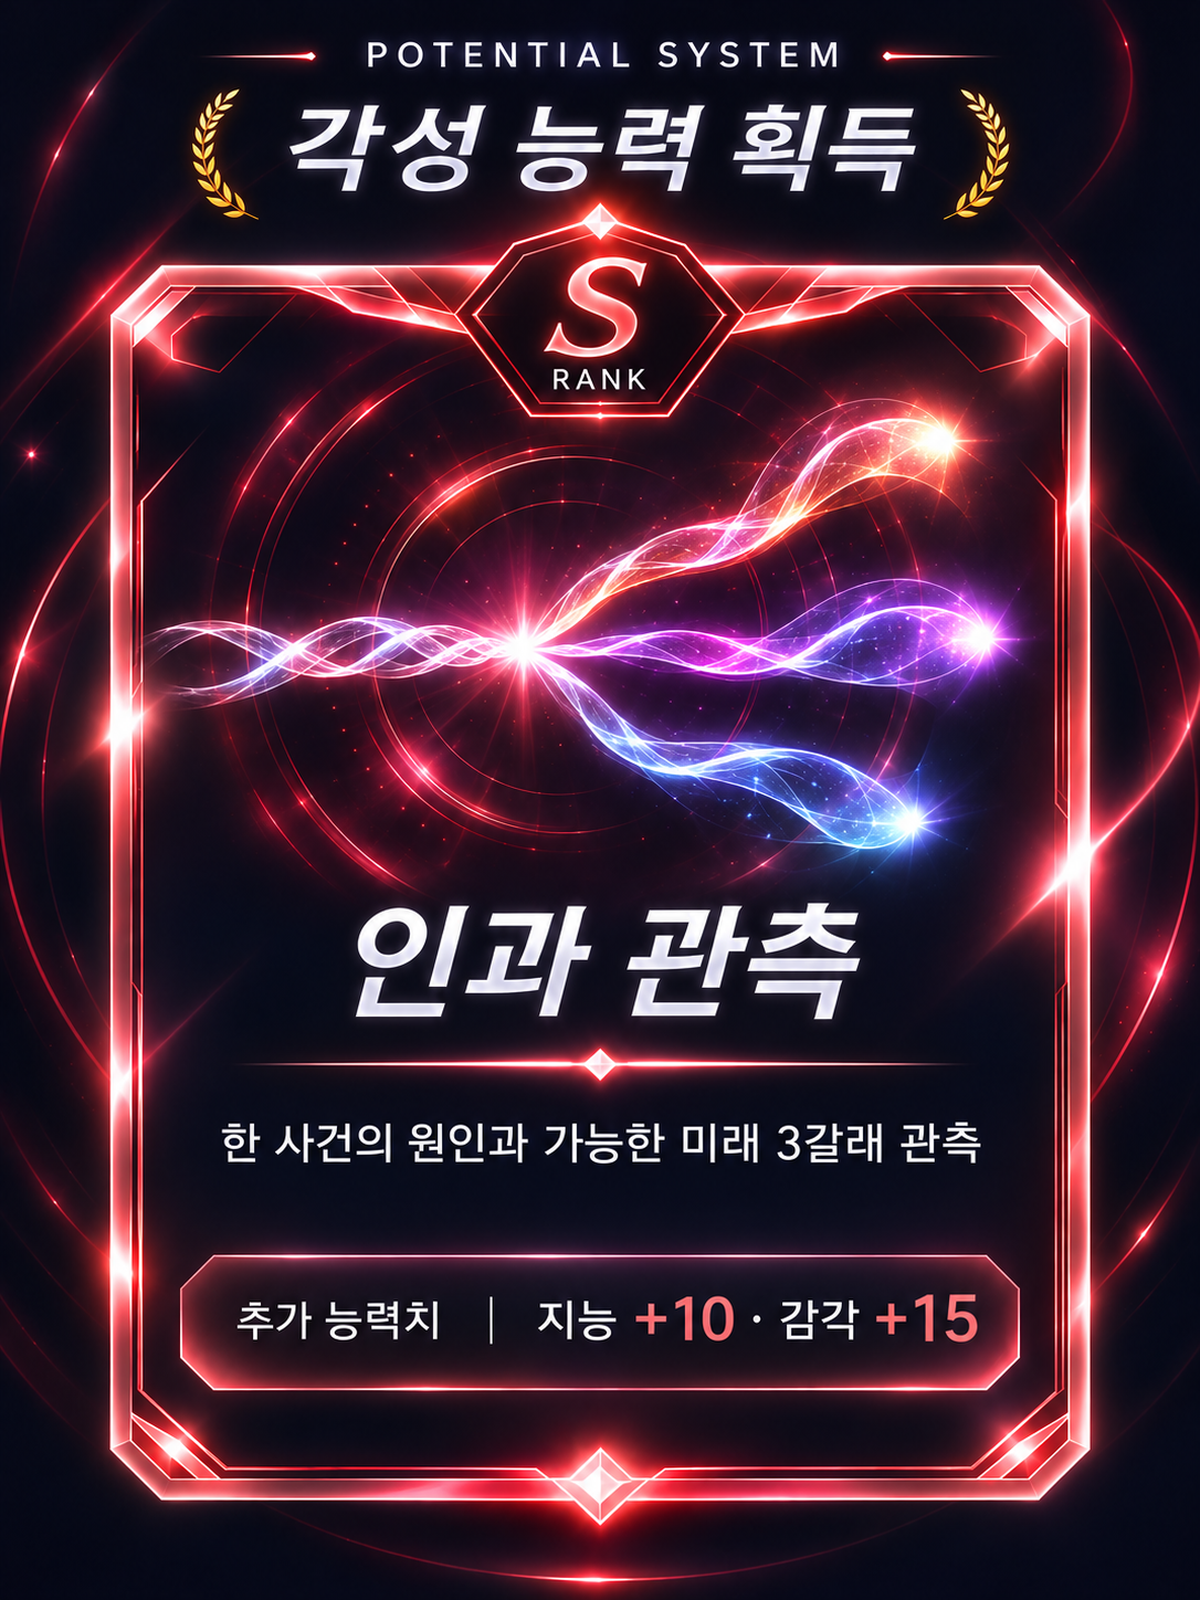 POTENTIAL SYSTEM
각성 능력 획득
S
RANK
인과 관측
한 사건의 원인과 가능한 미래 3갈래 관측
추가 능력치 | 지능 +10 · 감각 +15